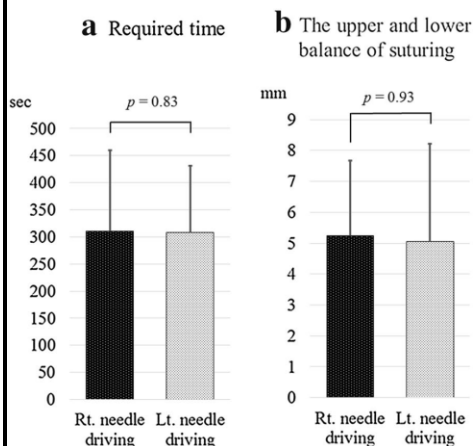 a Required time
sec
p = 0.83
500
450
400
350
300
250
200
150
100
50
0
Rt. needle driving
Lt. needle driving
b The upper and lower
balance of suturing
mm
p = 0.93
9
8
7
6
5
4
3
2
1
0
Rt. needle driving
Lt. needle driving